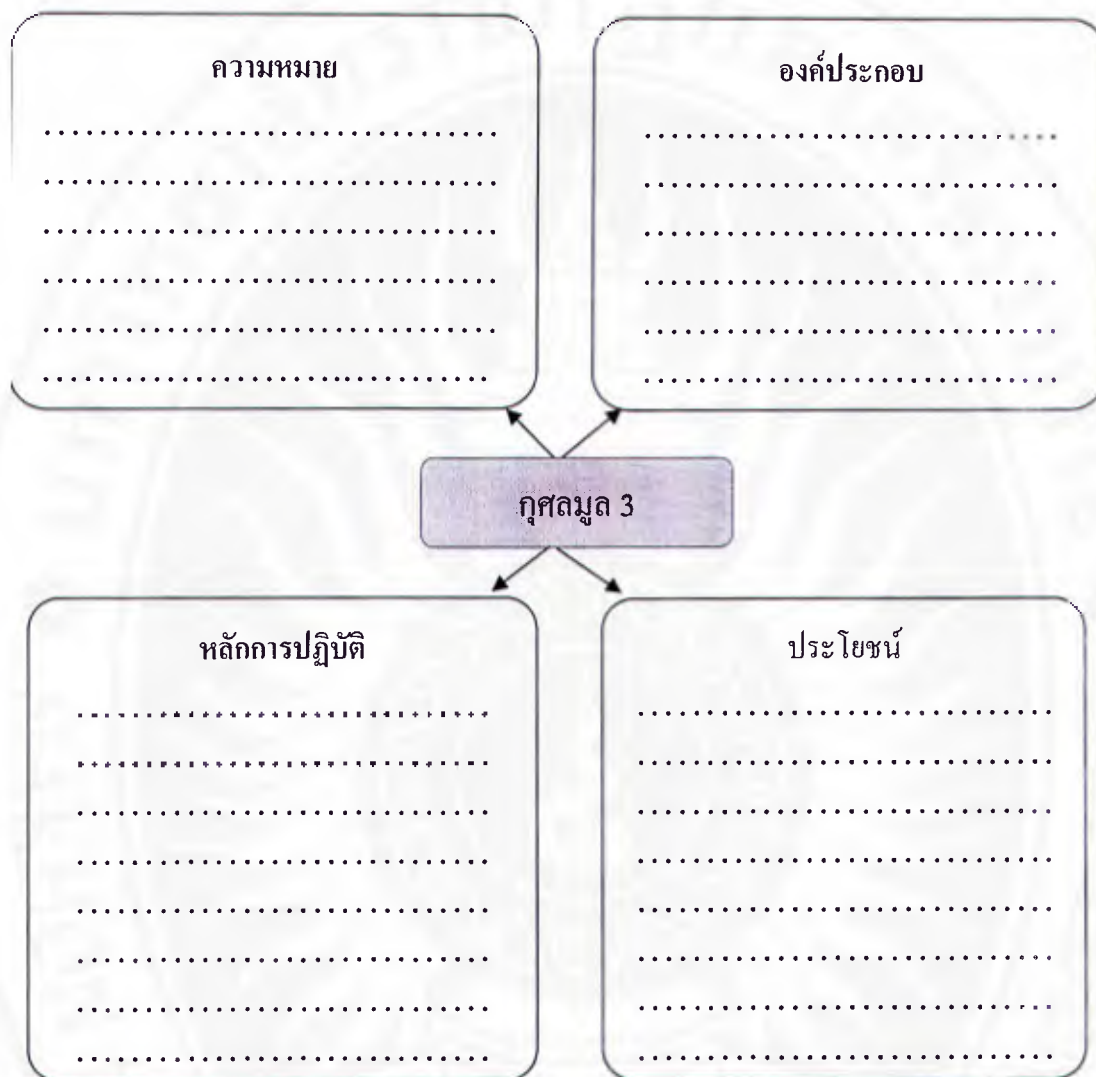 ความหมาย
องค์ประกอบ
กุศลมูล 3
หลักการปฏิบัติ
ประโยชน์